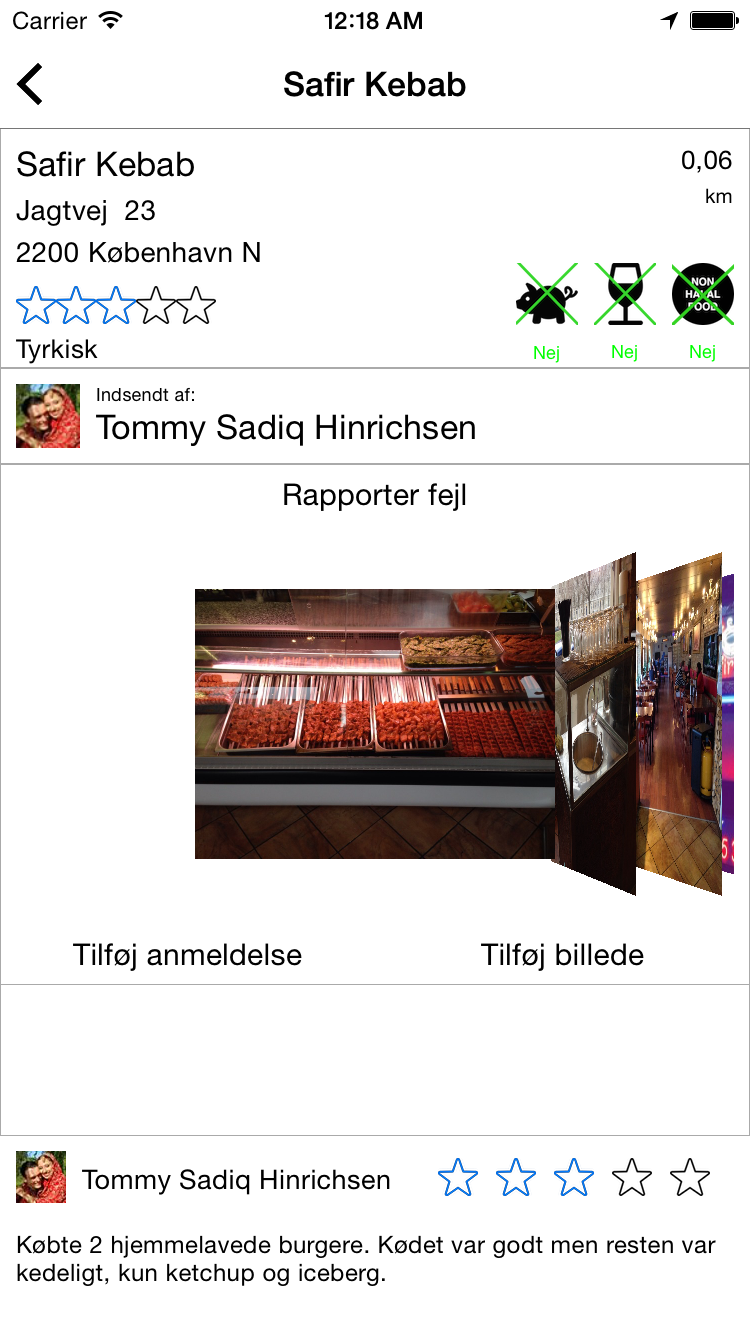 Carrier 12:18 AM
Safir Kebab
Safir Kebab
0,06
km
Jagtvej 23
2200 København N
NON
HALAL
FOOD
Tyrkisk
Nej Nej Nej
Indsendt af:
Tommy Sadiq Hinrichsen
Rapporter fejl
Tilføj anmeldelse Tilføj billede
Tommy Sadiq Hinrichsen
Købte 2 hjemmelavede burgere. Kødet var godt men resten var
kedeligt, kun ketchup og iceberg.